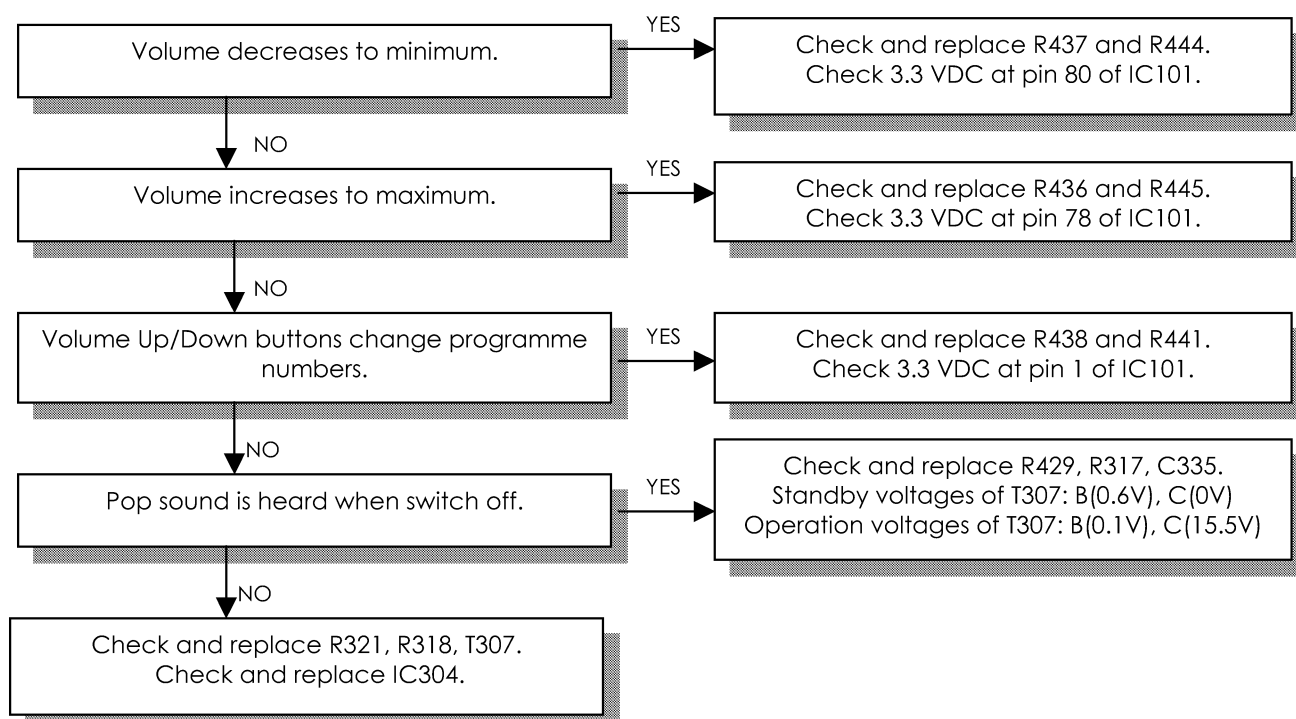 Volume decreases to minimum.
YES
Check and replace R437 and R444.
Check 3.3 VDC at pin 80 of IC101.
NO
Volume increases to maximum.
YES
Check and replace R436 and R445.
Check 3.3 VDC at pin 78 of IC101.
NO
Volume Up/Down buttons change programme
numbers.
YES
Check and replace R438 and R441.
Check 3.3 VDC at pin 1 of IC101.
NO
Pop sound is heard when switch off.
YES
Check and replace R429, R317, C335.
Standby voltages of T307: B(0.6V), C(0V)
Operation voltages of T307: B(0.1V), C(15.5V)
NO
Check and replace R321, R318, T307.
Check and replace IC304.